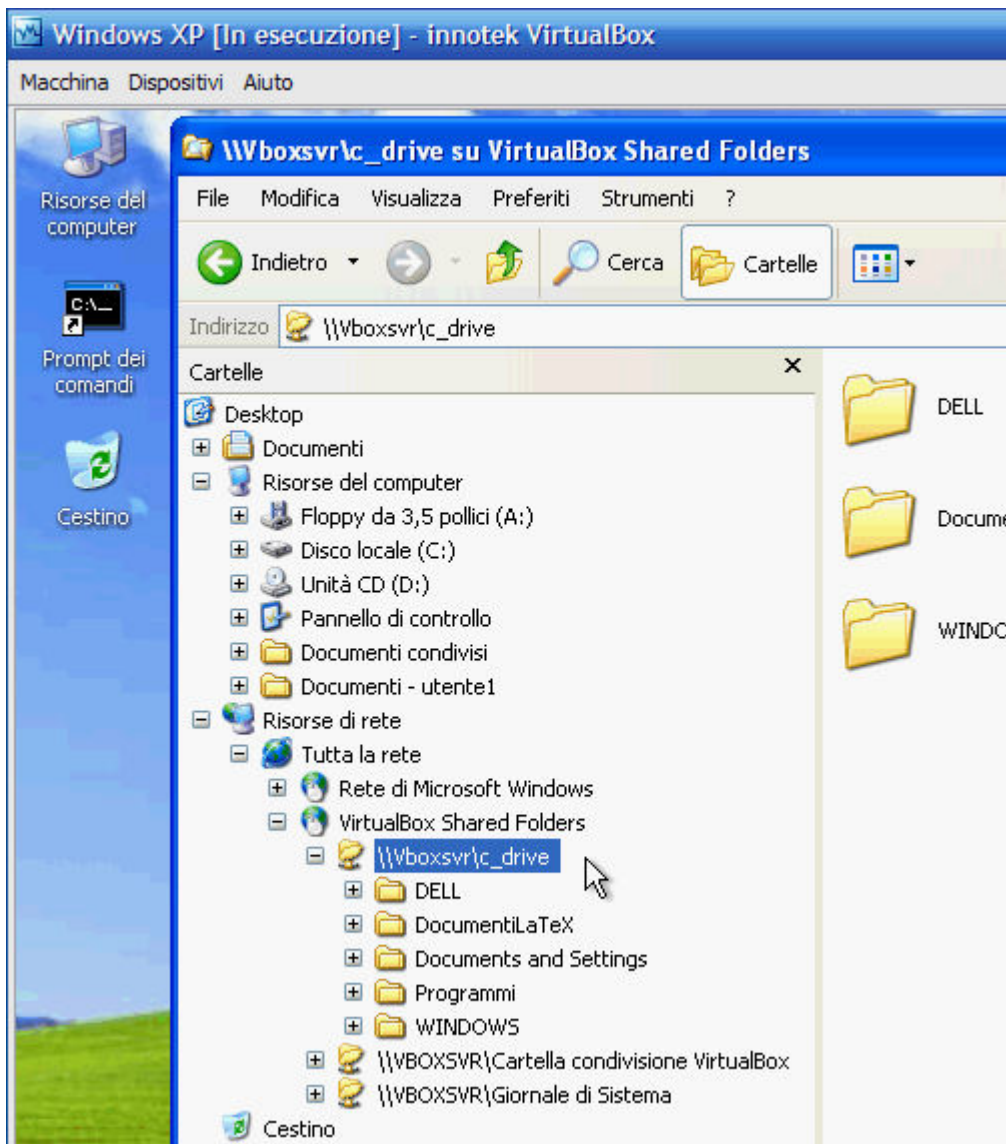 Windows XP [In esecuzione] - innotek VirtualBox
Macchina Dispositivi Aiuto
\\Vboxsvr\c_drive su VirtualBox Shared Folders
File Modifica Visualizza Preferiti Strumenti ?
Indietro Cerca Cartelle
Indirizzo \\Vboxsvr\c_drive
Risorse del
computer
C:\_
Prompt dei
comandi
Cestino
Cartelle
Desktop
Documenti
Risorse del computer
Floppy da 3,5 pollici (A:)
Disco locale (C:)
Unità CD (D:)
Pannello di controllo
Documenti condivisi
Documenti - utente1
Risorse di rete
Tutta la rete
Rete di Microsoft Windows
VirtualBox Shared Folders
\\Vboxsvr\c_drive
DELL
DocumentiLaTeX
Documents and Settings
Programmi
WINDOWS
\\VBOXSVR\Cartella condivisione VirtualBox
\\VBOXSVR\Giornale di Sistema
Cestino
DELL
Docume
WINDO